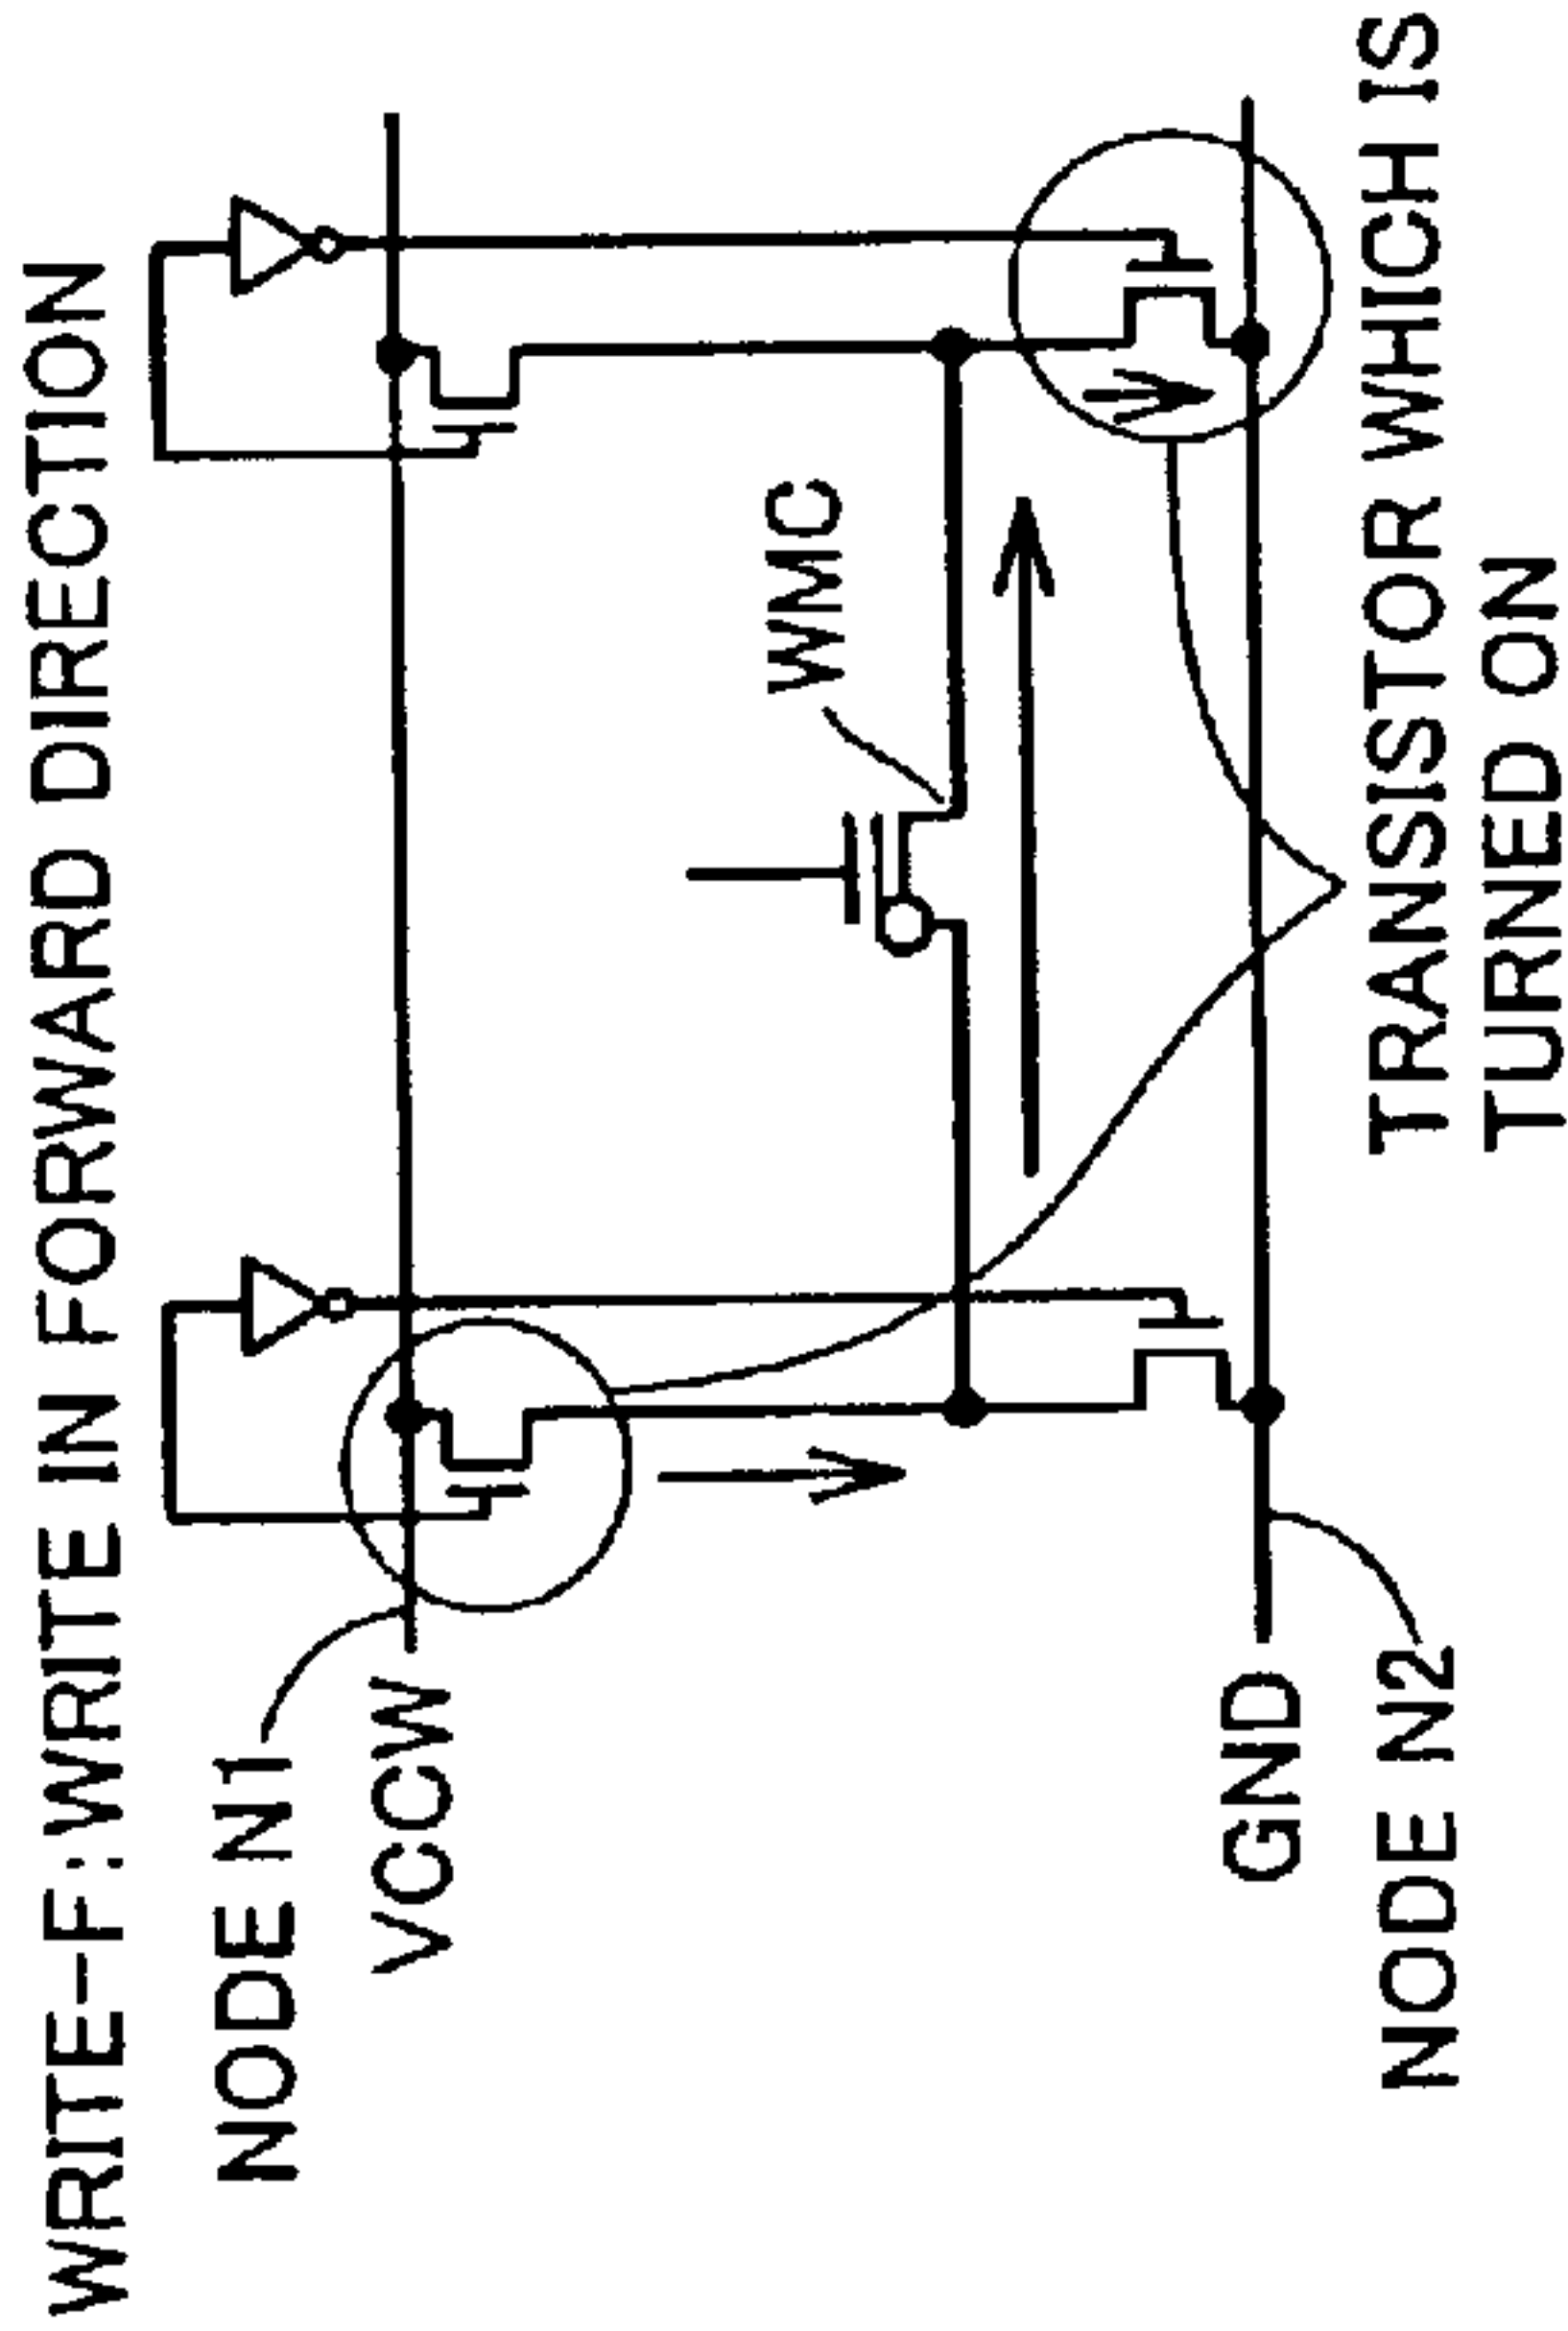 WRITE-F:WRITE IN FORWARD DIRECTION
NODE N1
VCCW
WMC
GND
NODE N2
TRANSISTOR WHICH IS
TURNED ON